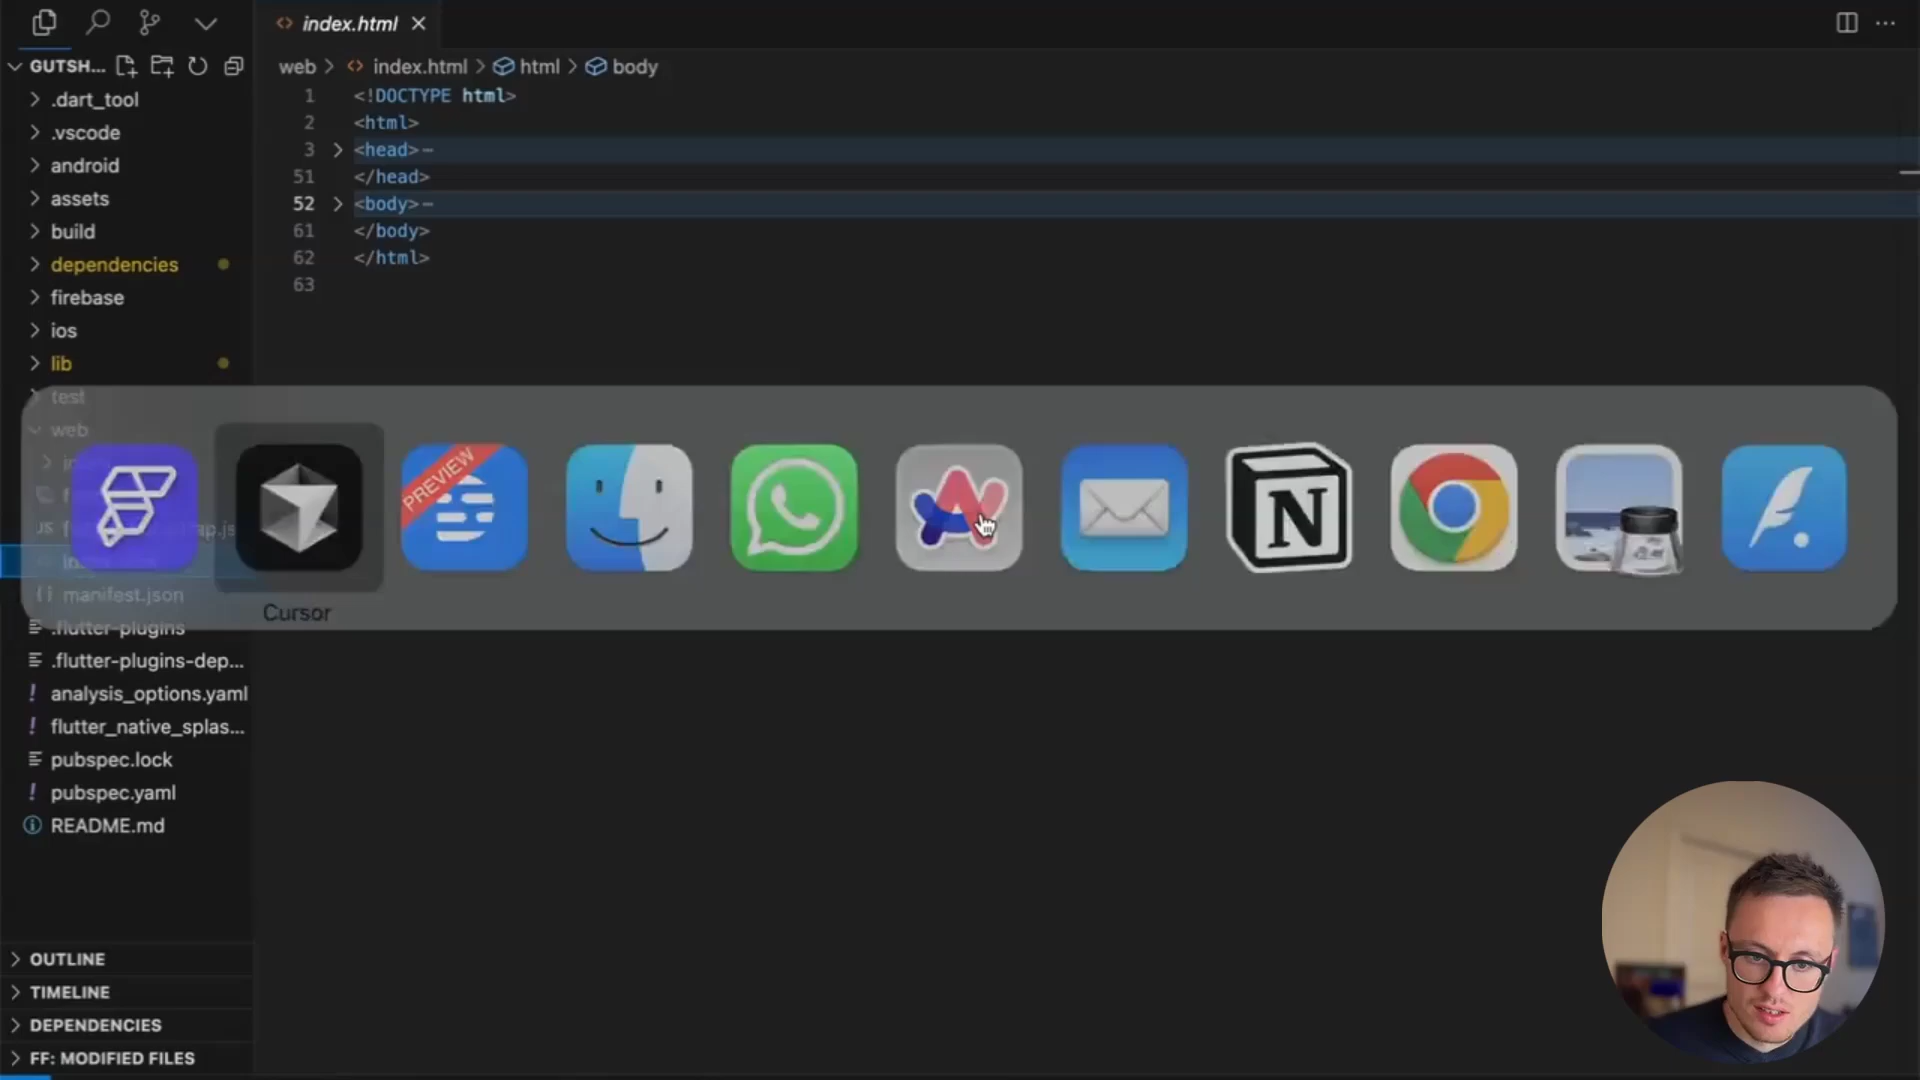 index.html
GUTSH...
web > index.html > html > body
1 <!DOCTYPE html>
2 <html>
3 <head>
51 </head>
52 <body>
61 </body>
62 </html>
63
.dart_tool
.vscode
android
assets
build
dependencies
firebase
ios
lib
test
web
JS
manifest.json
.flutter-plugins
.flutter-plugins-dep...
analysis_options.yaml
flutter_native_splas...
pubspec.lock
pubspec.yaml
README.md
PREVIEW
N
Cursor
OUTLINE
TIMELINE
DEPENDENCIES
FF: MODIFIED FILES